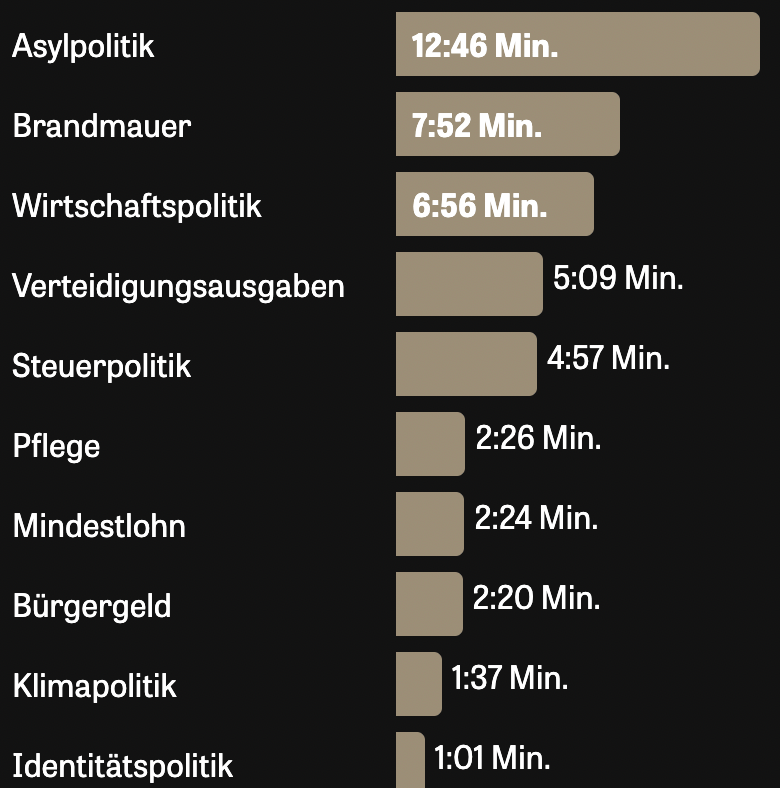 Asylpolitik 12:46 Min.
Brandmauer 7:52 Min.
Wirtschaftspolitik 6:56 Min.
Verteidigungsausgaben 5:09 Min.
Steuerpolitik 4:57 Min.
Pflege 2:26 Min.
Mindestlohn 2:24 Min.
Bürgergeld 2:20 Min.
Klimapolitik 1:37 Min.
Identitätspolitik 1:01 Min.